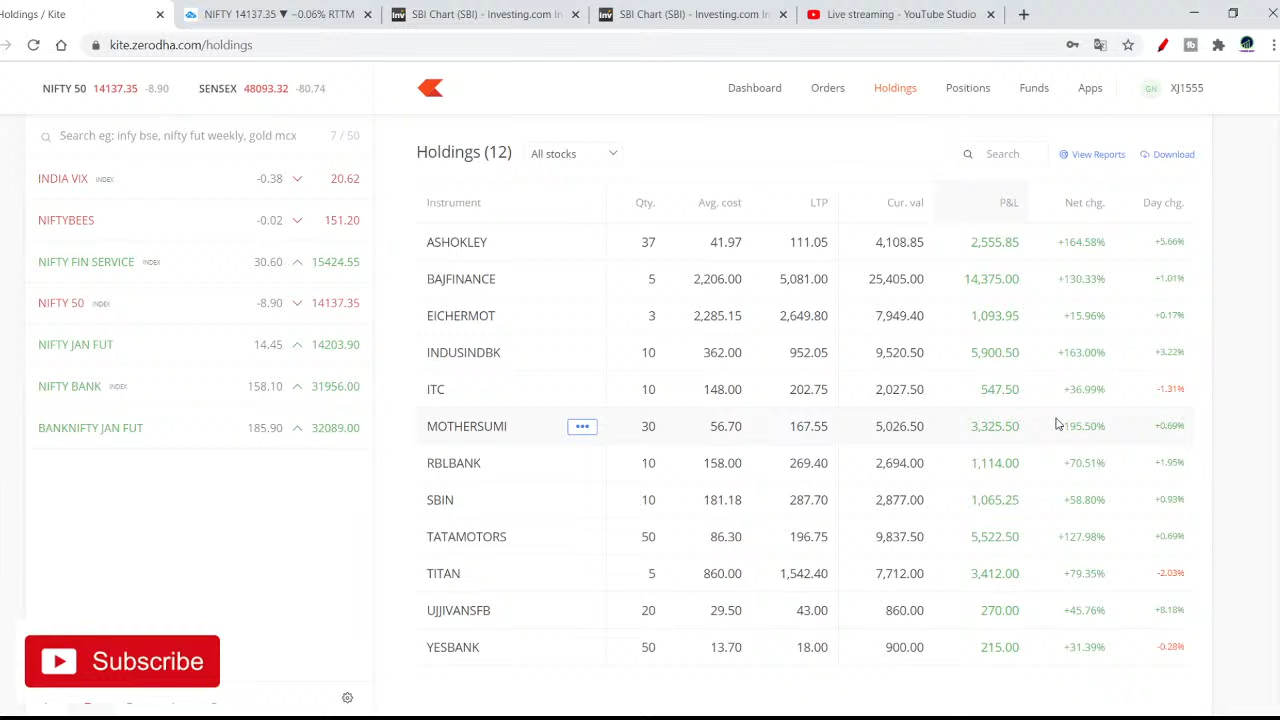 Holdings / Kite
NIFTY 14137.35 ▼ −0.06% RTTM
SBI Chart (SBI) - Investing.com In
SBI Chart (SBI) - Investing.com In
Live streaming - YouTube Studio
kite.zerodha.com/holdings
NIFTY 50 14137.35 -8.90 SENSEX 48093.32 -80.74
Dashboard Orders Holdings Positions Funds Apps GN XJ1555
Search eg: infy bse, nifty fut weekly, gold mcx 7 / 50
INDIA VIX INDEX -0.38 20.62
NIFTYBEES -0.02 151.20
NIFTY FIN SERVICE INDEX 30.60 15424.55
NIFTY 50 INDEX -8.90 14137.35
NIFTY JAN FUT 14.45 14203.90
NIFTY BANK INDEX 158.10 31956.00
BANKNIFTY JAN FUT 185.90 32089.00
Holdings (12) All stocks Search View Reports Download
Instrument Qty. Avg. cost LTP Cur. val P&L Net chg. Day chg.
ASHOKLEY 37 41.97 111.05 4,108.85 2,555.85 +164.58% +5.66%
BAJFINANCE 5 2,206.00 5,081.00 25,405.00 14,375.00 +130.33% +1.01%
EICHERMOT 3 2,285.15 2,649.80 7,949.40 1,093.95 +15.96% +0.17%
INDUSINDBK 10 362.00 952.05 9,520.50 5,900.50 +163.00% +3.22%
ITC 10 148.00 202.75 2,027.50 547.50 +36.99% -1.31%
MOTHERSUMI 30 56.70 167.55 5,026.50 3,325.50 +195.50% +0.69%
RBLBANK 10 158.00 269.40 2,694.00 1,114.00 +70.51% +1.95%
SBIN 10 181.18 287.70 2,877.00 1,065.25 +58.80% +0.93%
TATAMOTORS 50 86.30 196.75 9,837.50 5,522.50 +127.98% +0.69%
TITAN 5 860.00 1,542.40 7,712.00 3,412.00 +79.35% -2.03%
UJJIVANSFB 20 29.50 43.00 860.00 270.00 +45.76% +8.18%
YESBANK 50 13.70 18.00 900.00 215.00 +31.39% -0.28%
Subscribe